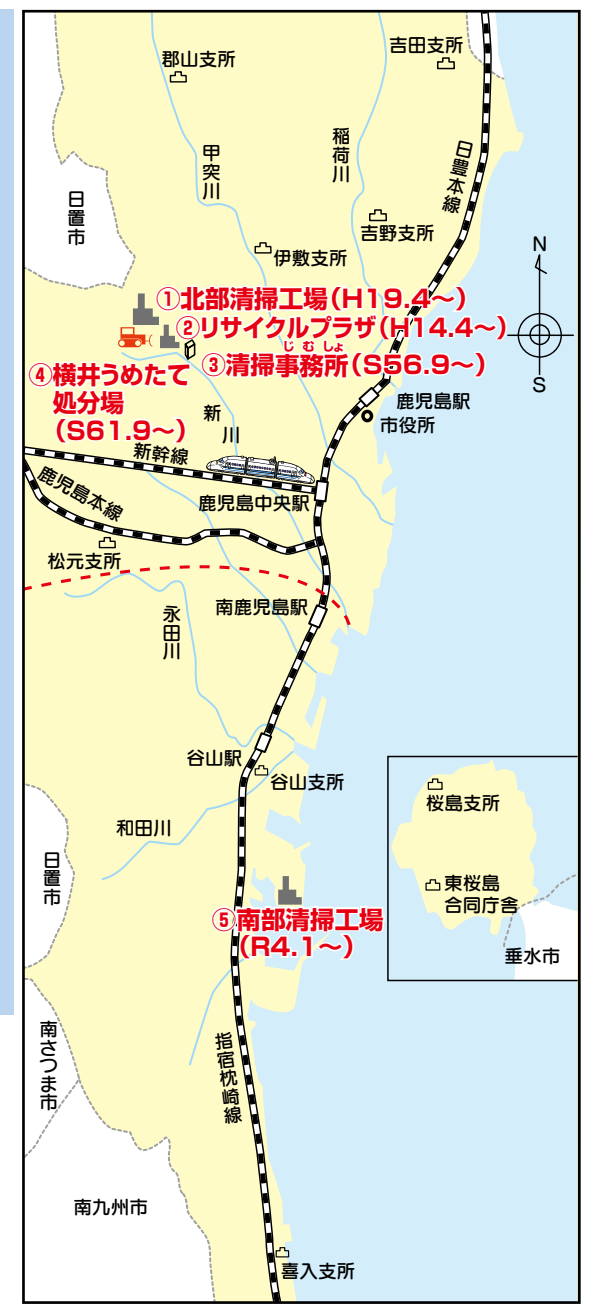 吉田支所
郡山支所
稲荷川
甲突川
日豊本線
日置市
吉野支所
伊敷支所
N
S
①北部清掃工場(H19.4～)
②リサイクルプラザ(H14.4～)
じむしょ
③清掃事務所(S56.9～)
④横井うめたて
処分場
(S61.9～)
鹿児島駅
市役所
新川
新幹線
鹿児島本線
鹿児島中央駅
松元支所
南鹿児島駅
永田川
谷山駅
谷山支所
和田川
桜島支所
東桜島
合同庁舎
垂水市
日置市
⑤南部清掃工場
(R4.1～)
南さつま市
指宿枕崎線
南九州市
喜入支所